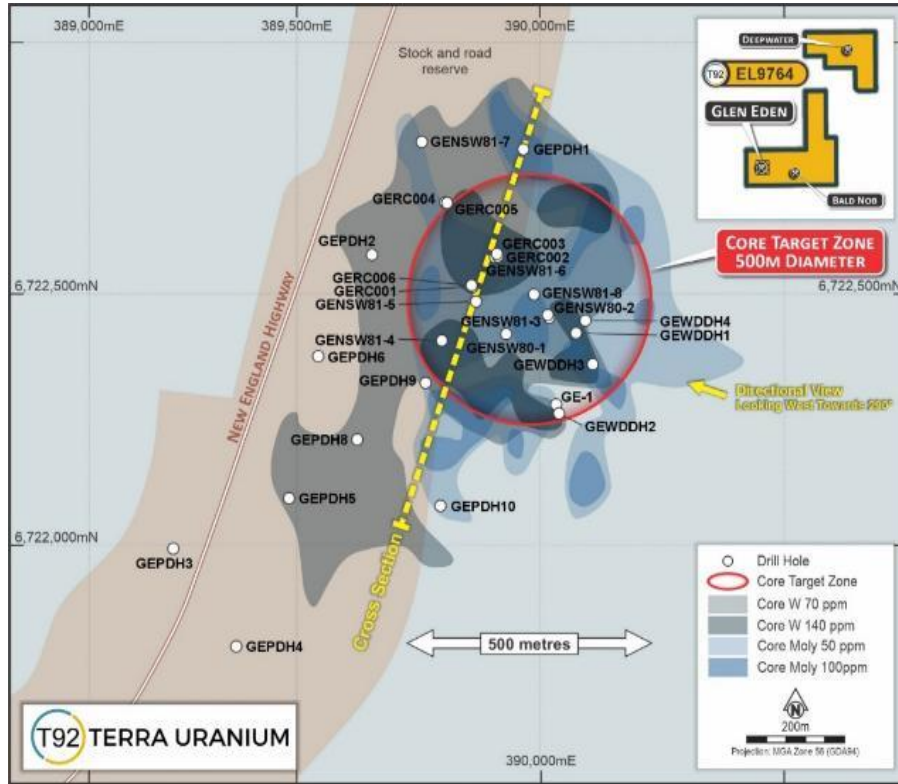 389,000mE
389,500mE
390,000mE
Stock and road
reserve
DEEPWATER
T92 EL9764
GLEN EDEN
BALD NOB
GENSW81-7
GEPDH1
GERC004
GERC005
CORE TARGET ZONE
500M DIAMETER
GEPDH2
GERC003
GERC002
GENSW81-6
GERC006
GERC001
GENSW81-5
6,722,500mN
6,722,500mN
GENSW81-8
GENSW80-2
GENSW81-3
GEWDDH4
GEWDDH1
GENSW81-4
GENSW80-1
GEPDH6
GEWDDH3
GEPDH9
NEW ENGLAND HIGHWAY
Directional View
Looking West Towards 290°
GE-1
GEWDDH2
GEPDH8
GEPDH5
GEPDH10
6,722,000mN
GEPDH3
Cross Section
GEPDH4
500 metres
Drill Hole
Core Target Zone
Core W 70 ppm
Core W 140 ppm
Core Moly 50 ppm
Core Moly 100ppm
N
200m
Projection: MGA Zone 56 (GDA94)
T92 TERRA URANIUM
390,000mE